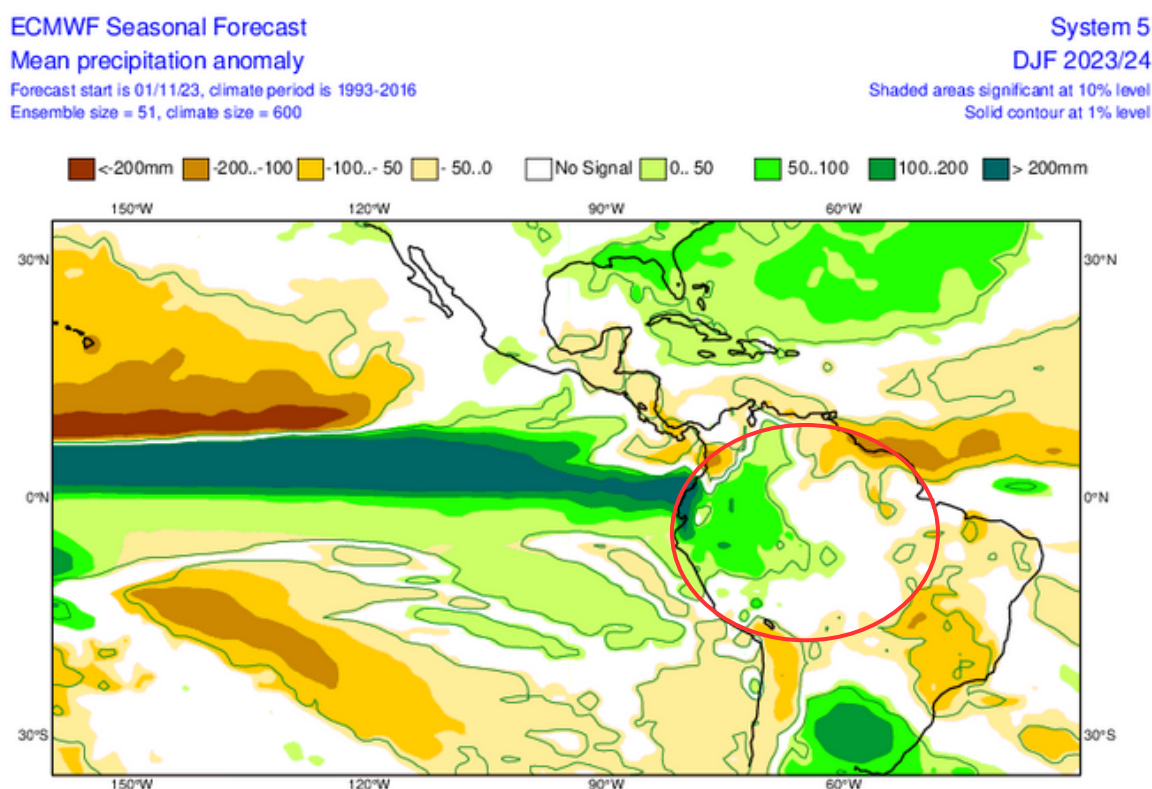 ECMWF Seasonal Forecast
System 5
Mean precipitation anomaly
DJF 2023/24
Forecast start is 01/11/23, climate period is 1993-2016
Shaded areas significant at 10% level
Ensemble size = 51, climate size = 600
Solid contour at 1% level
<-200mm -200..-100 -100..- 50 - 50..0 No Signal 0.. 50 50..100 100..200 > 200mm
150°W 120°W 90°W 60°W
30°N 30°N
0°N 0°N
30°S 30°S
150°W 120°W 90°W 60°W